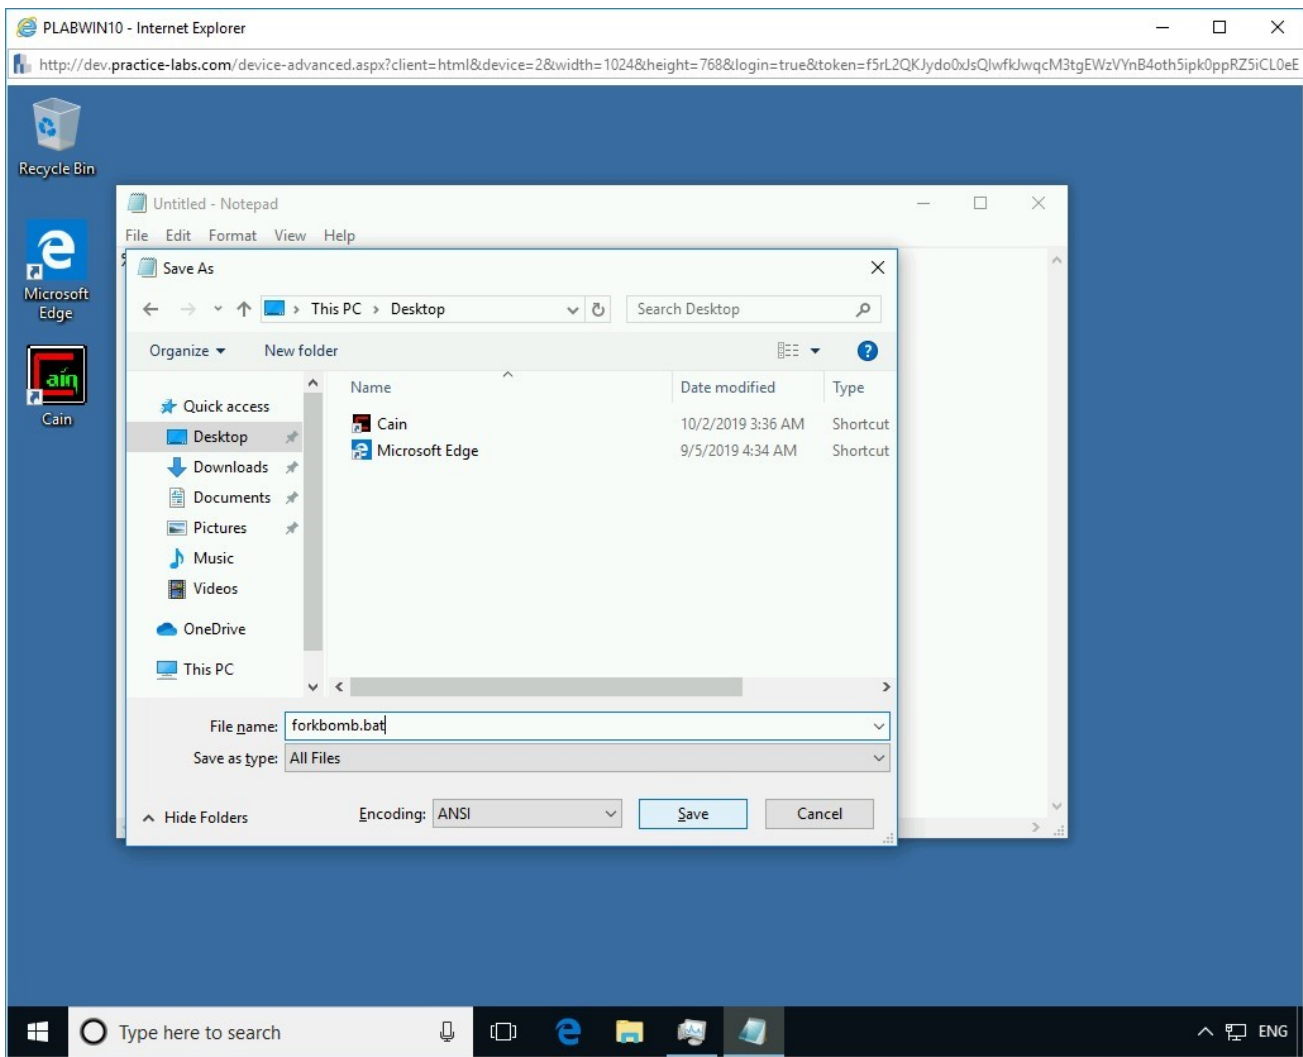 PLABWIN10 - Internet Explorer
http://dev.practice-labs.com/device-advanced.aspx?client=html&device=2&width=1024&height=768&login=true&token=f5rL2QKJydo0xJsQlwfkJwqcM3tgEWzVYnB4oth5ipk0ppRZ5iCL0eE
Recycle Bin
Untitled - Notepad
File Edit Format View Help
Microsoft
Edge
Cain
Save As
This PC > Desktop
Search Desktop
Organize
New folder
Name Date modified Type
Quick access
Desktop
Downloads
Documents
Pictures
Music
Videos
OneDrive
This PC
Cain 10/2/2019 3:36 AM Shortcut
Microsoft Edge 9/5/2019 4:34 AM Shortcut
File name: forkbomb.bat
Save as type: All Files
Hide Folders
Encoding: ANSI
Save
Cancel
Type here to search
ENG